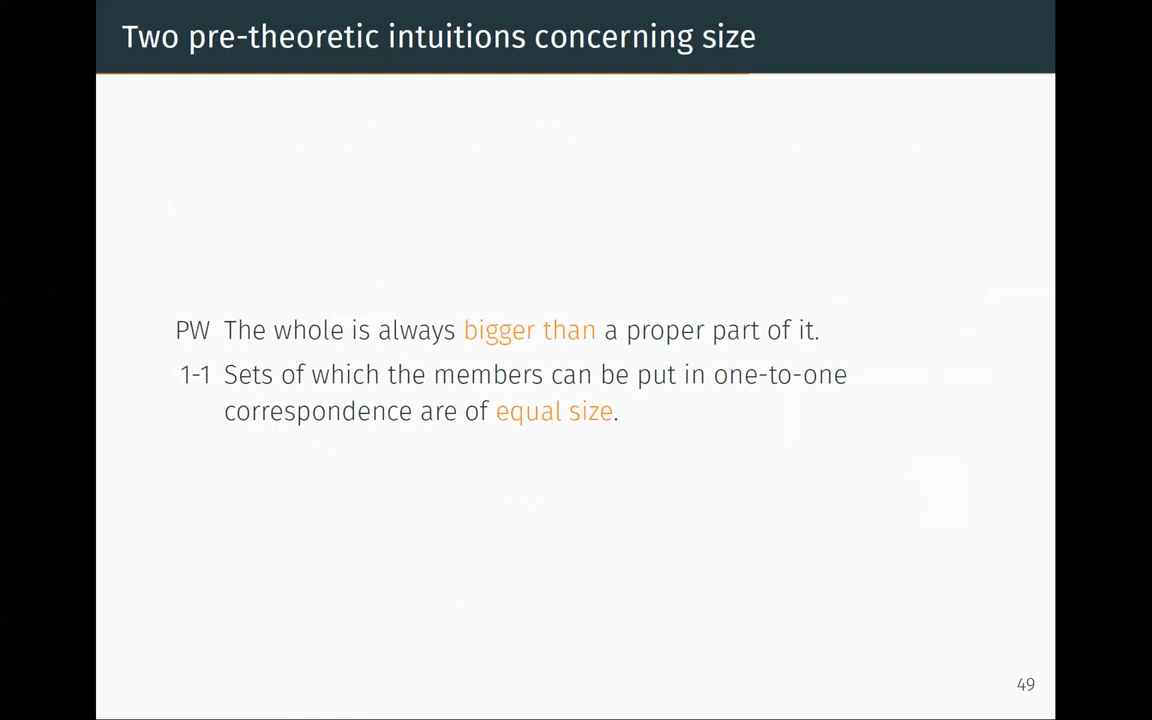 Two pre-theoretic intuitions concerning size
PW The whole is always bigger than a proper part of it.
1-1 Sets of which the members can be put in one-to-one
correspondence are of equal size.
49